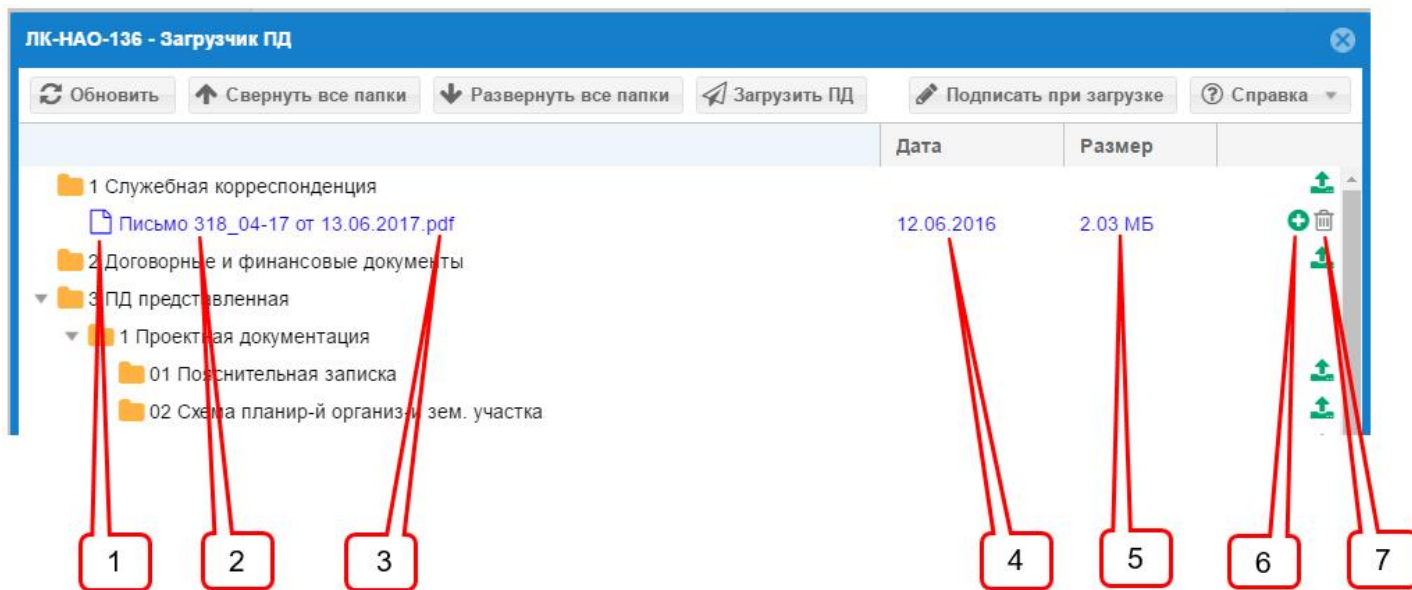 ЛК-НАО-136 - Загрузчик ПД
Обновить Свернуть все папки Развернуть все папки Загрузить ПД Подписать при загрузке Справка
Дата Размер
1 Служебная корреспонденция
Письмо 318_04-17 от 13.06.2017.pdf 12.06.2016 2.03 МБ
2 Договорные и финансовые документы
3 ПД представленная
1 Проектная документация
01 Пояснительная записка
02 Схема планир-й организ-и зем. участка
1 2 3 4 5 6 7